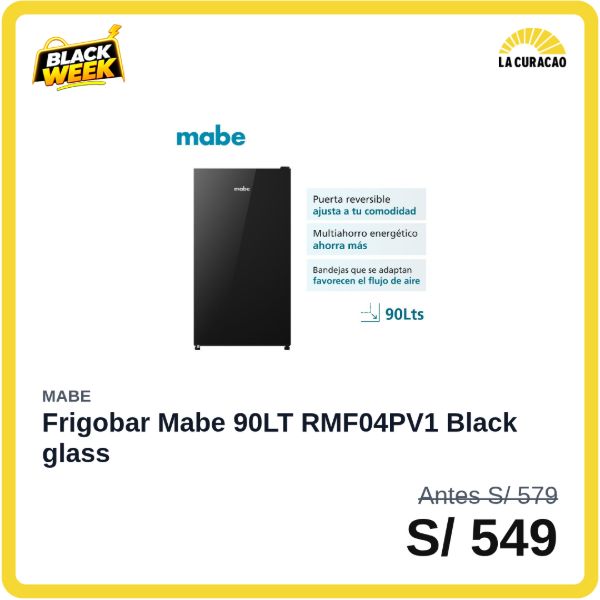 BLACK
WEEK
LA CURACAO
mabe
mabe
Puerta reversible
ajusta a tu comodidad
Multiahorro energético
ahorra más
Bandejas que se adaptan
favorecen el flujo de aire
90Lts
MABE
Frigobar Mabe 90LT RMF04PV1 Black
glass
Antes S/ 579
S/ 549